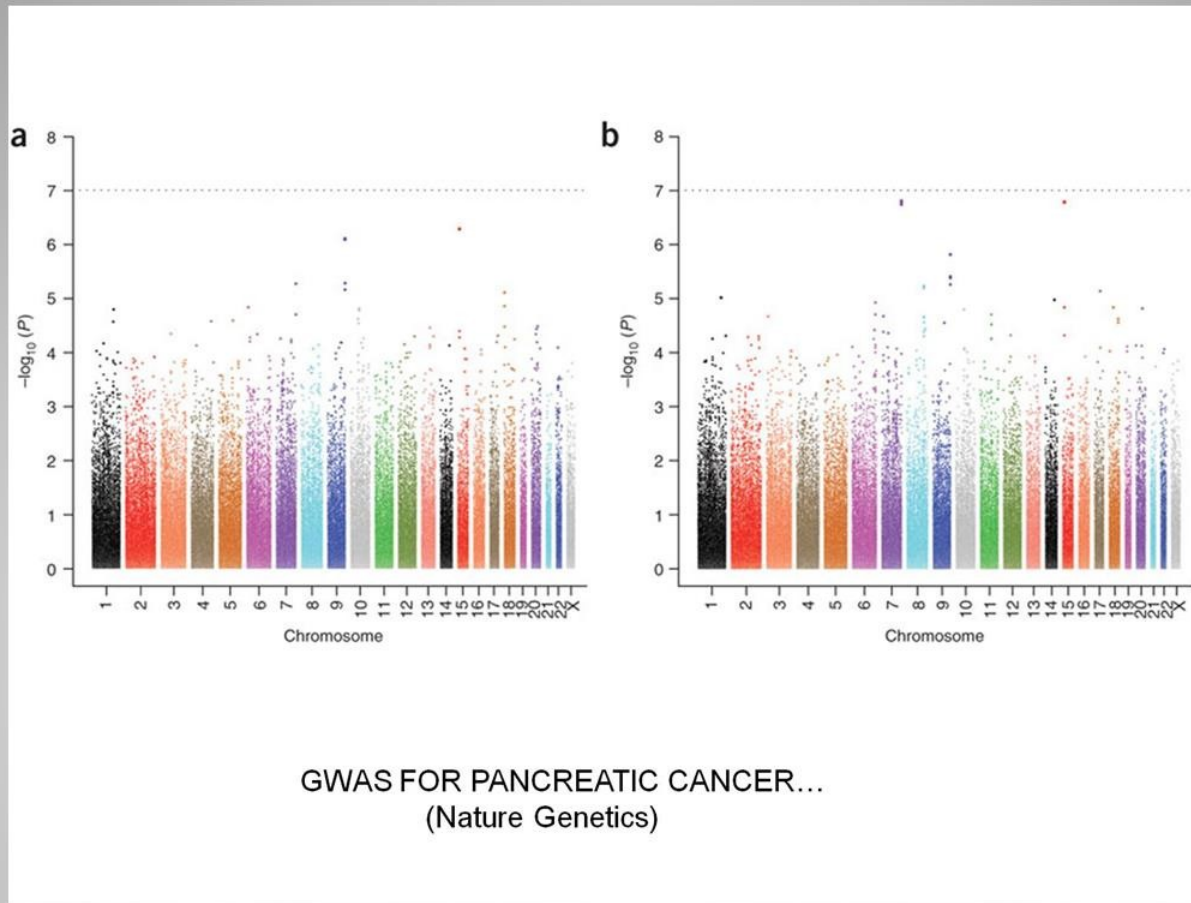 a
8
7
6
5
4
3
2
1
0
−log10 (P)
1 2 3 4 5 6 7 8 9 10 11 12 13 14 15 16 17 18 19 20 21 22 X
Chromosome
b
8
7
6
5
4
3
2
1
0
−log10 (P)
1 2 3 4 5 6 7 8 9 10 11 12 13 14 15 16 17 18 19 20 21 22 X
Chromosome
GWAS FOR PANCREATIC CANCER…
(Nature Genetics)